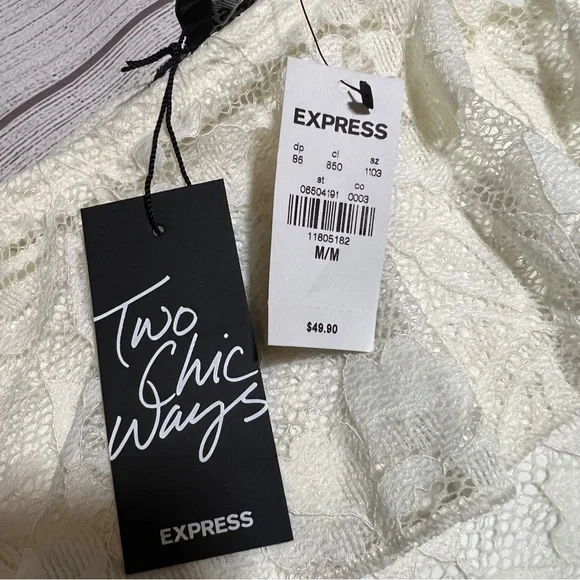 EXPRESS
dp cl sz
86 850 1103
st co
06504191 0003
11805182
M/M
$49.90
Two
Chic
Ways
EXPRESS